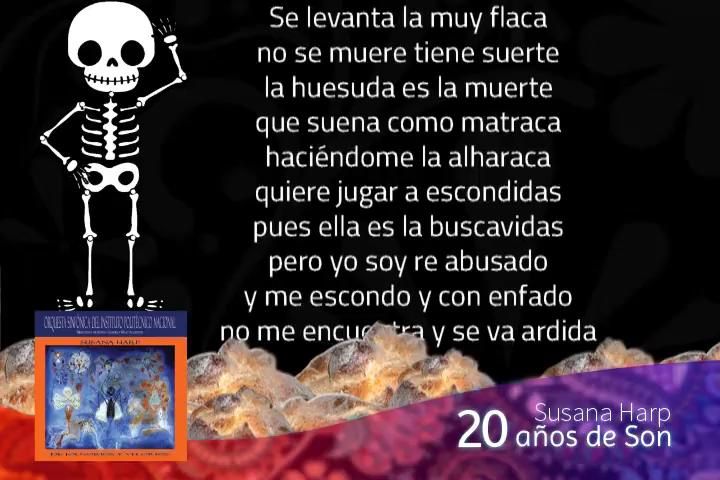 Se levanta la muy flaca
no se muere tiene suerte
la huesuda es la muerte
que suena como matraca
haciéndome la alharaca
quiere jugar a escondidas
pues ella es la buscavidas
pero yo soy re abusado
y me escondo y con enfado
no me encuentra y se va ardida
ORQUESTA SINFÓNICA DEL INSTITUTO POLITÉCNICO NACIONAL
SUSANA HARP
Susana Harp
20 años de Son